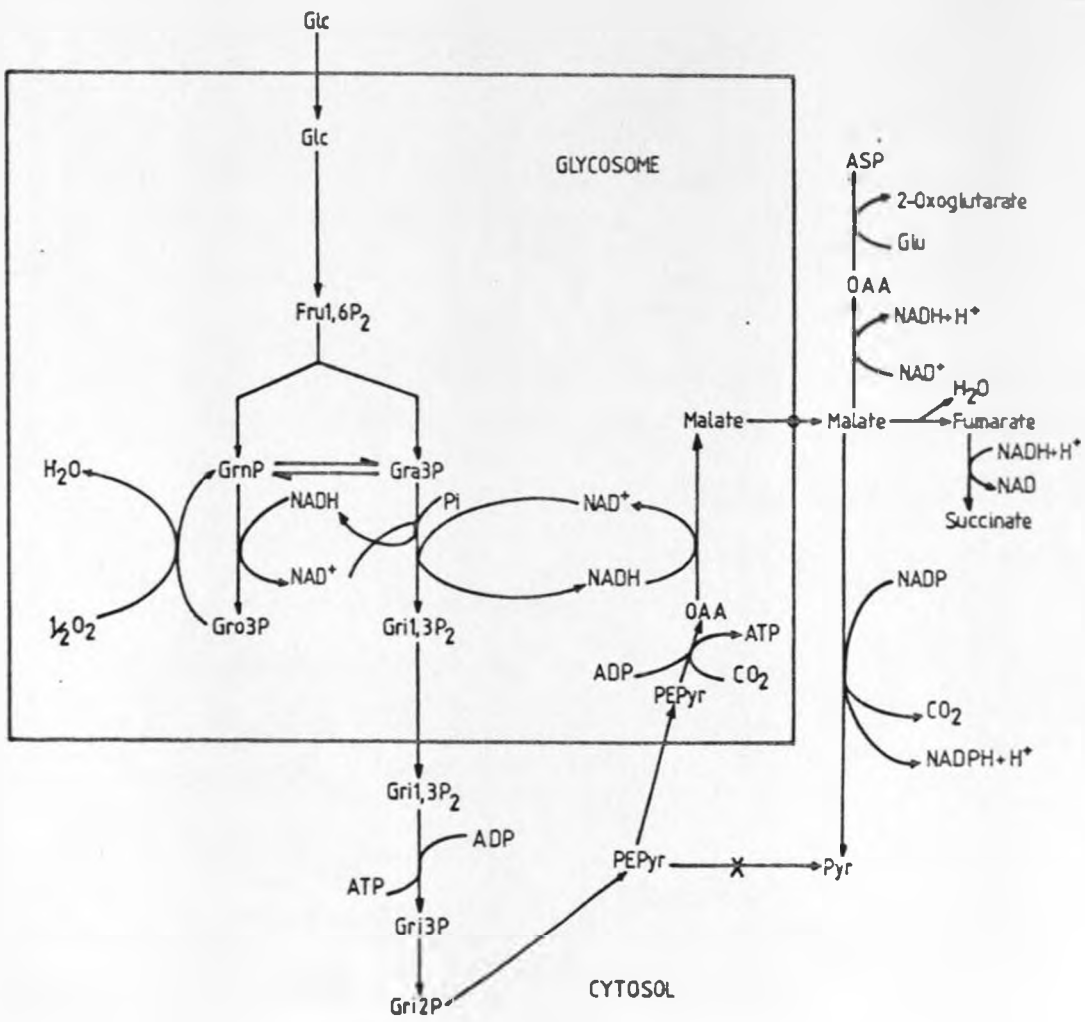 Glc
Glc
GLYCOSOME
ASP
2-Oxoglutarate
Glu
OAA
NADH+H⁺
NAD⁺
Fru1,6P₂
H₂O
Malate
Malate
Fumarate
NADH+H⁺
NAD
Succinate
H₂O
GrnP
Gra3P
NADH
Pi
NAD⁺
NAD⁺
NADH
NADP
½O₂
Gro3P
Gri1,3P₂
OAA
ATP
ADP
CO₂
PEPyr
CO₂
NADPH+H⁺
Gri1,3P₂
ADP
ATP
PEPyr
X
Pyr
Gri3P
Gri2P
CYTOSOL